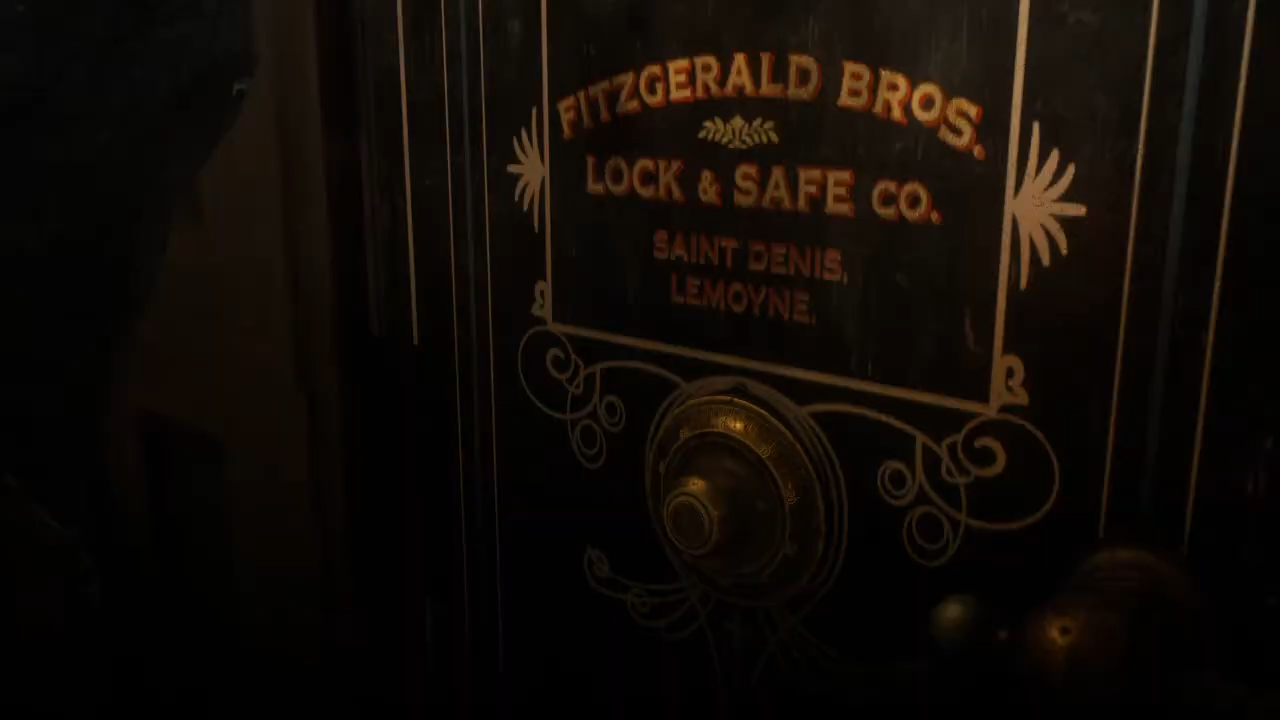 FITZGERALD BROS.
LOCK & SAFE CO.
SAINT DENIS,
LEMOYNE.